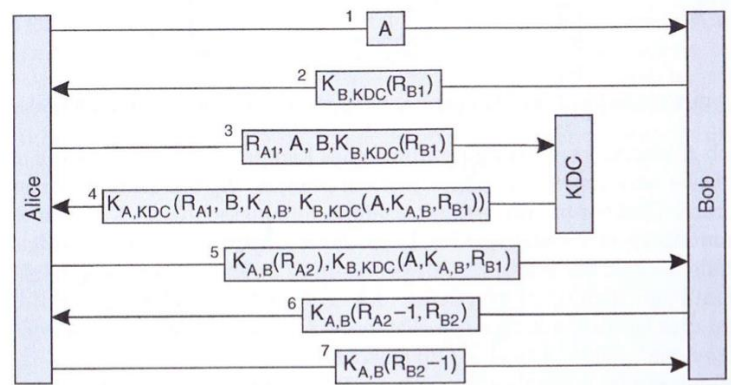 1 A
2 K_{B,KDC}(R_{B1})
3 R_{A1}, A, B,K_{B,KDC}(R_{B1})
4 K_{A,KDC}(R_{A1}, B,K_{A,B}, K_{B,KDC}(A,K_{A,B},R_{B1}))
5 K_{A,B}(R_{A2}),K_{B,KDC}(A,K_{A,B},R_{B1})
6 K_{A,B}(R_{A2}−1,R_{B2})
7 K_{A,B}(R_{B2}−1)
Alice
KDC
Bob